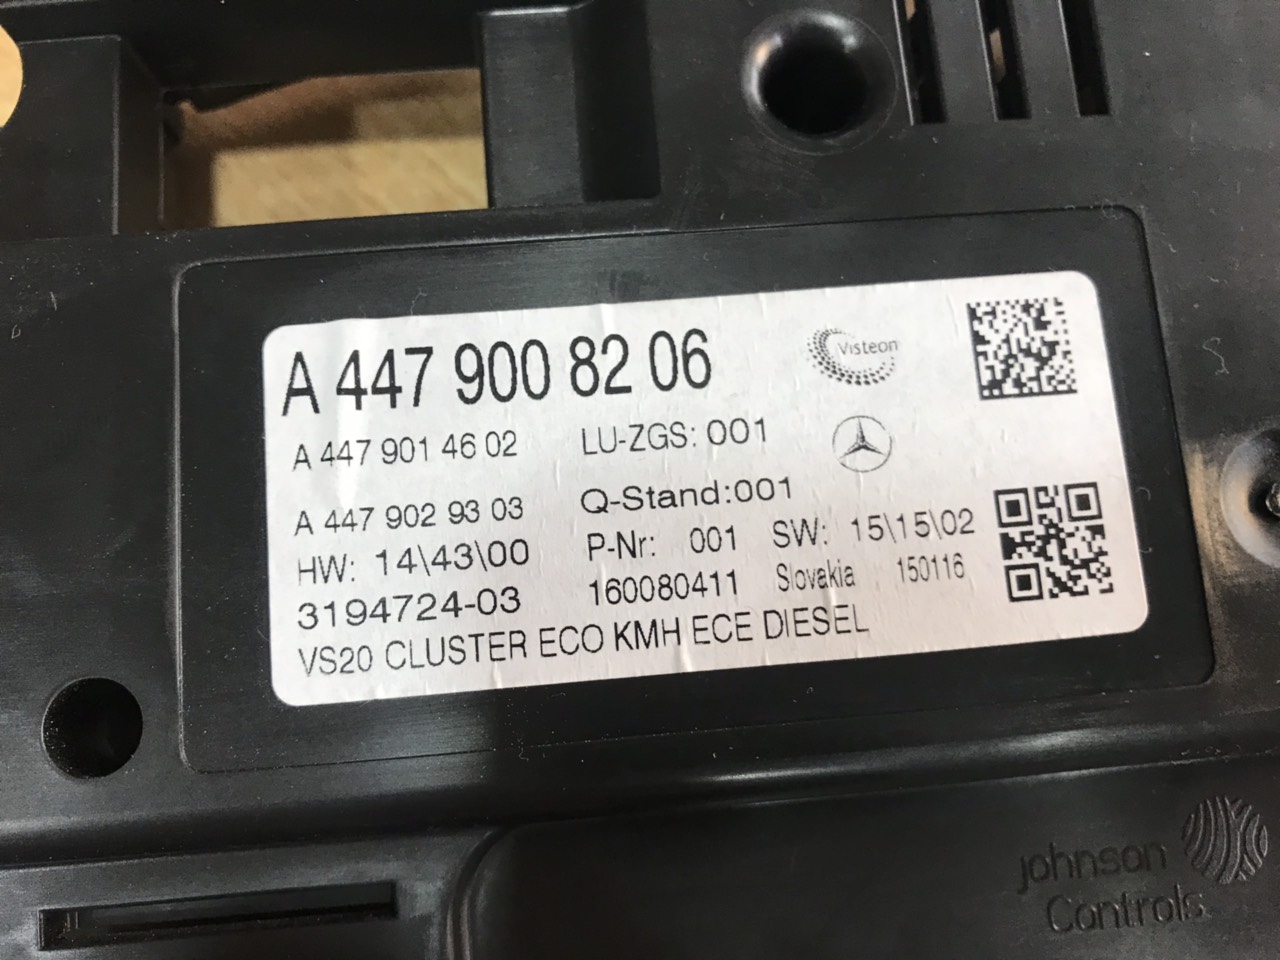 A 447 900 82 06
Visteon
A 447 901 46 02 LU-ZGS: 001
A 447 902 93 03 Q-Stand:001
HW: 14\43\00 P-Nr: 001 SW: 15\15\02
3194724-03 160080411 Slovakia 150116
VS20 CLUSTER ECO KMH ECE DIESEL
johnson
Controls